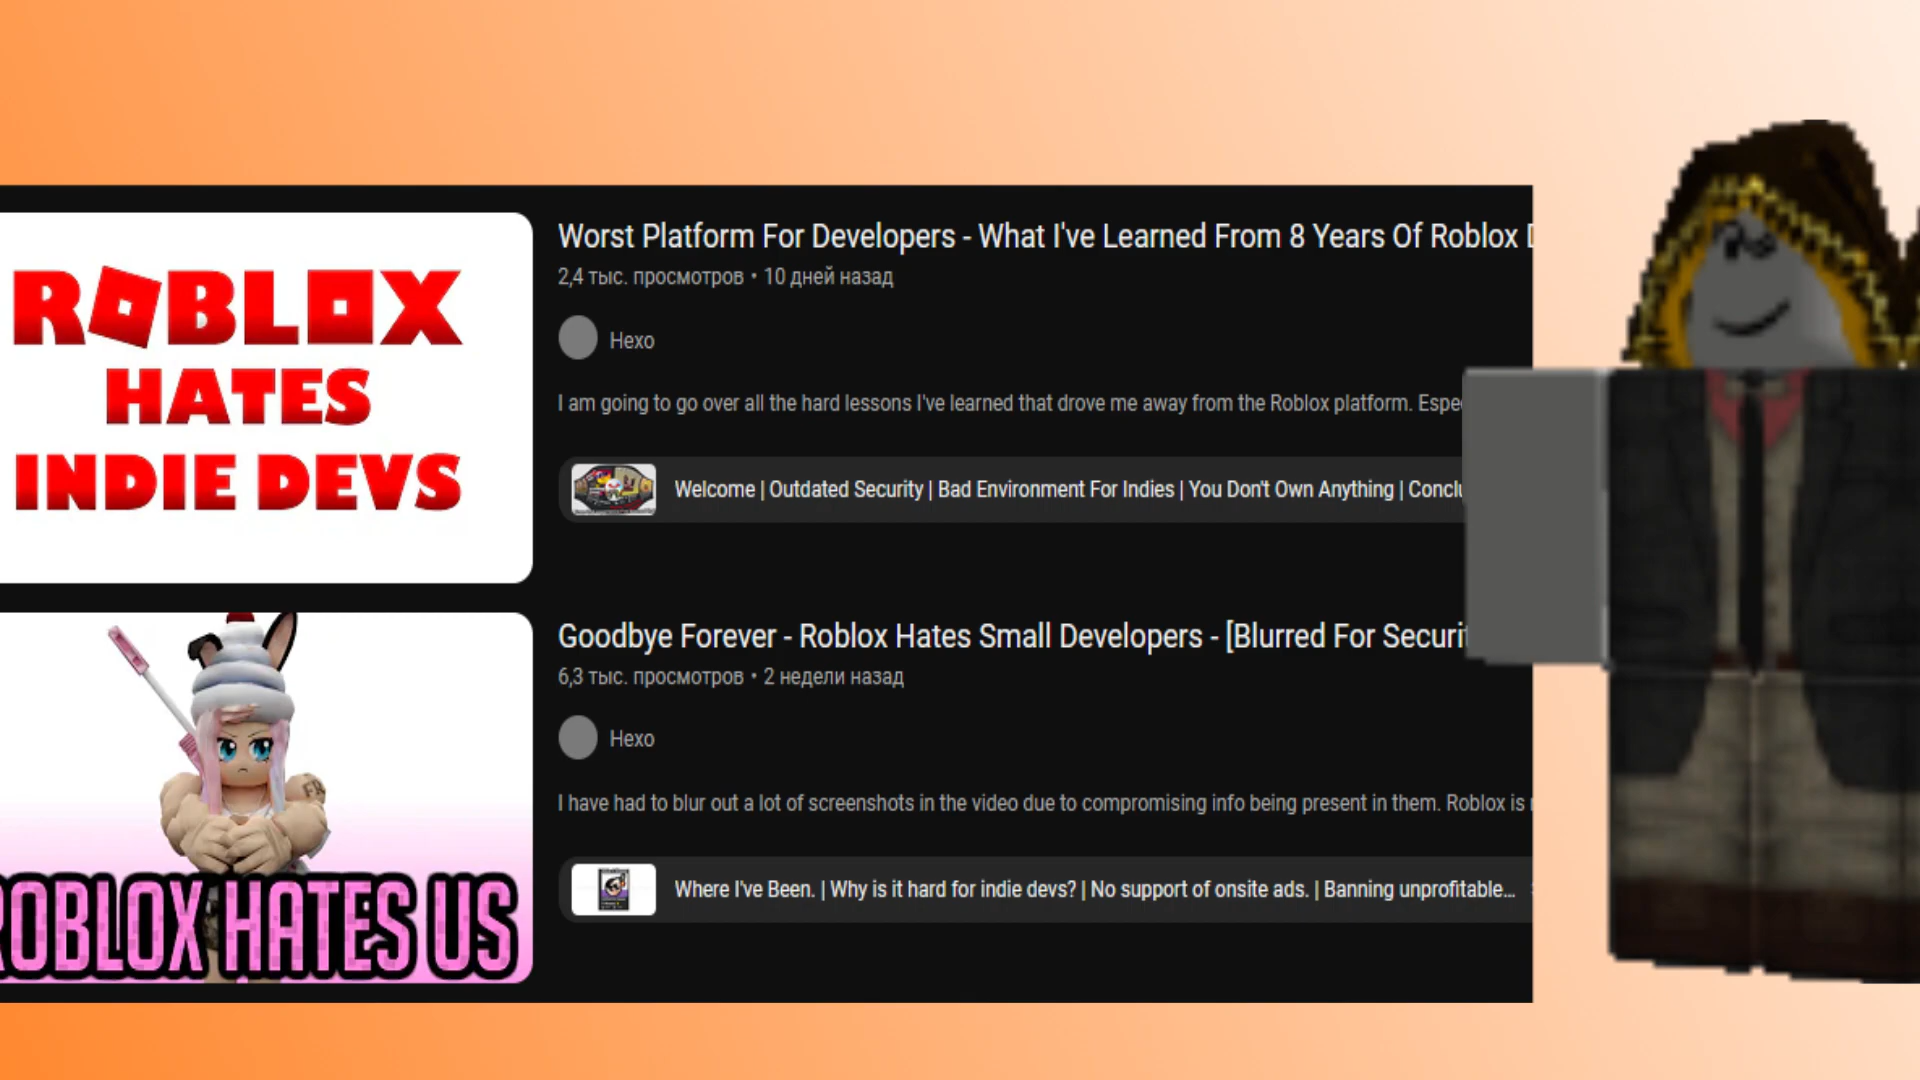 ROBLOX
HATES
INDIE DEVS
Worst Platform For Developers - What I've Learned From 8 Years Of Roblox
2,4 тыс. просмотров • 10 дней назад
Hexo
I am going to go over all the hard lessons I've learned that drove me away from the Roblox platform.
Welcome | Outdated Security | Bad Environment For Indies | You Don't Own Anything |
ROBLOX HATES US
Goodbye Forever - Roblox Hates Small Developers - [Blurred For
6,3 тыс. просмотров • 2 недели назад
Hexo
I have had to blur out a lot of screenshots in the video due to compromising info being present in them. Roblox is
Where I've Been. | Why is it hard for indie devs? | No support of onsite ads. | Banning unprofitable...